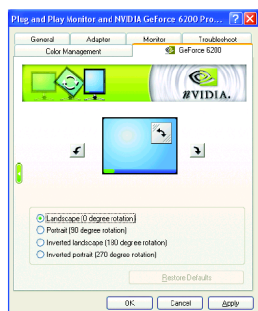 Plug and Play Monitor and NVIDIA GeForce 6200 Pro... ?
General Adapter Monitor Troubleshoot
Color Management GeForce 6200
NVIDIA.
Landscape (0 degree rotation)
Portrait (90 degree rotation)
Inverted landscape (180 degree rotation)
Inverted portrait (270 degree rotation)
Restore Defaults
OK Cancel Apply